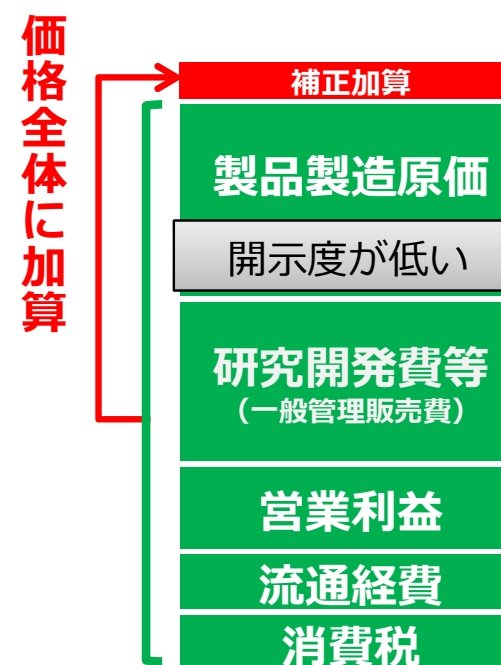 価格全体に加算
補正加算
製品製造原価
開示度が低い
研究開発費等
（一般管理販売費）
営業利益
流通経費
消費税